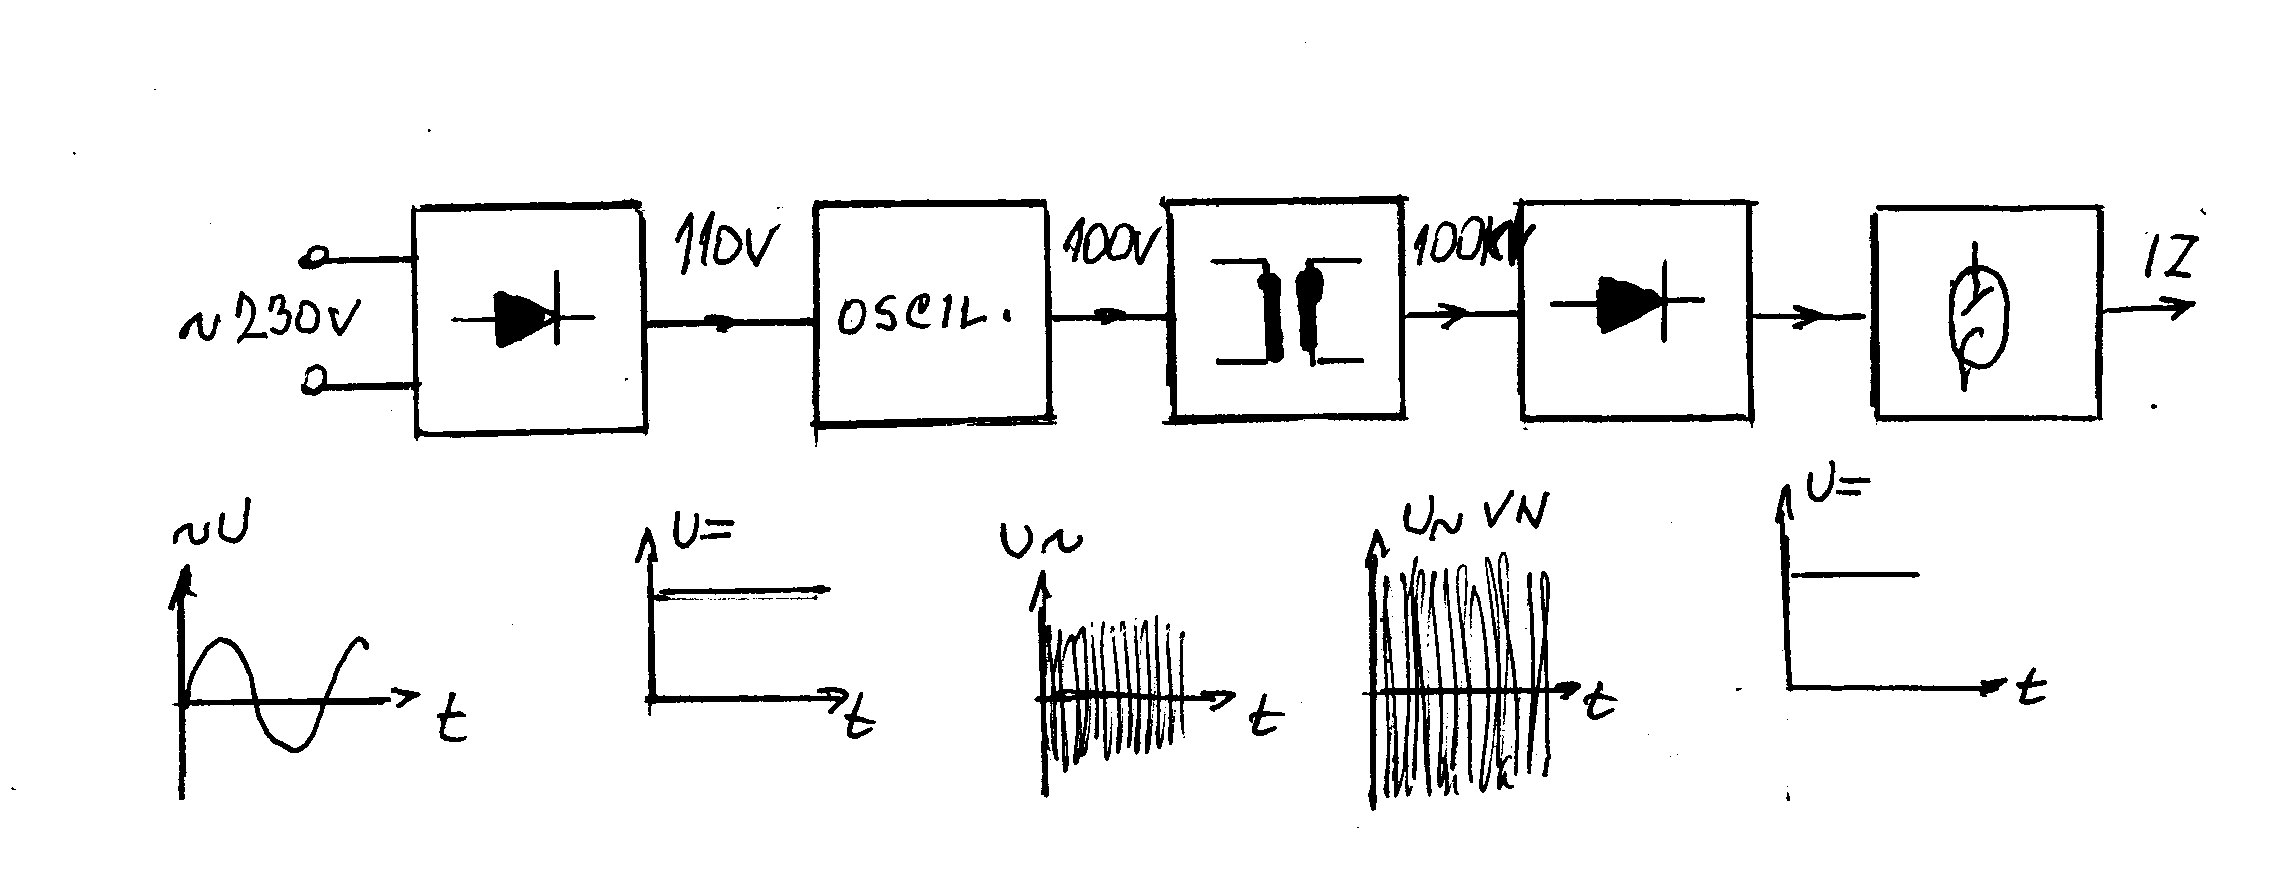 ~230V
110V
OSCIL.
100V
100KV
IZ
~U
t
U=
t
U~
t
U~ VN
t
U=
t